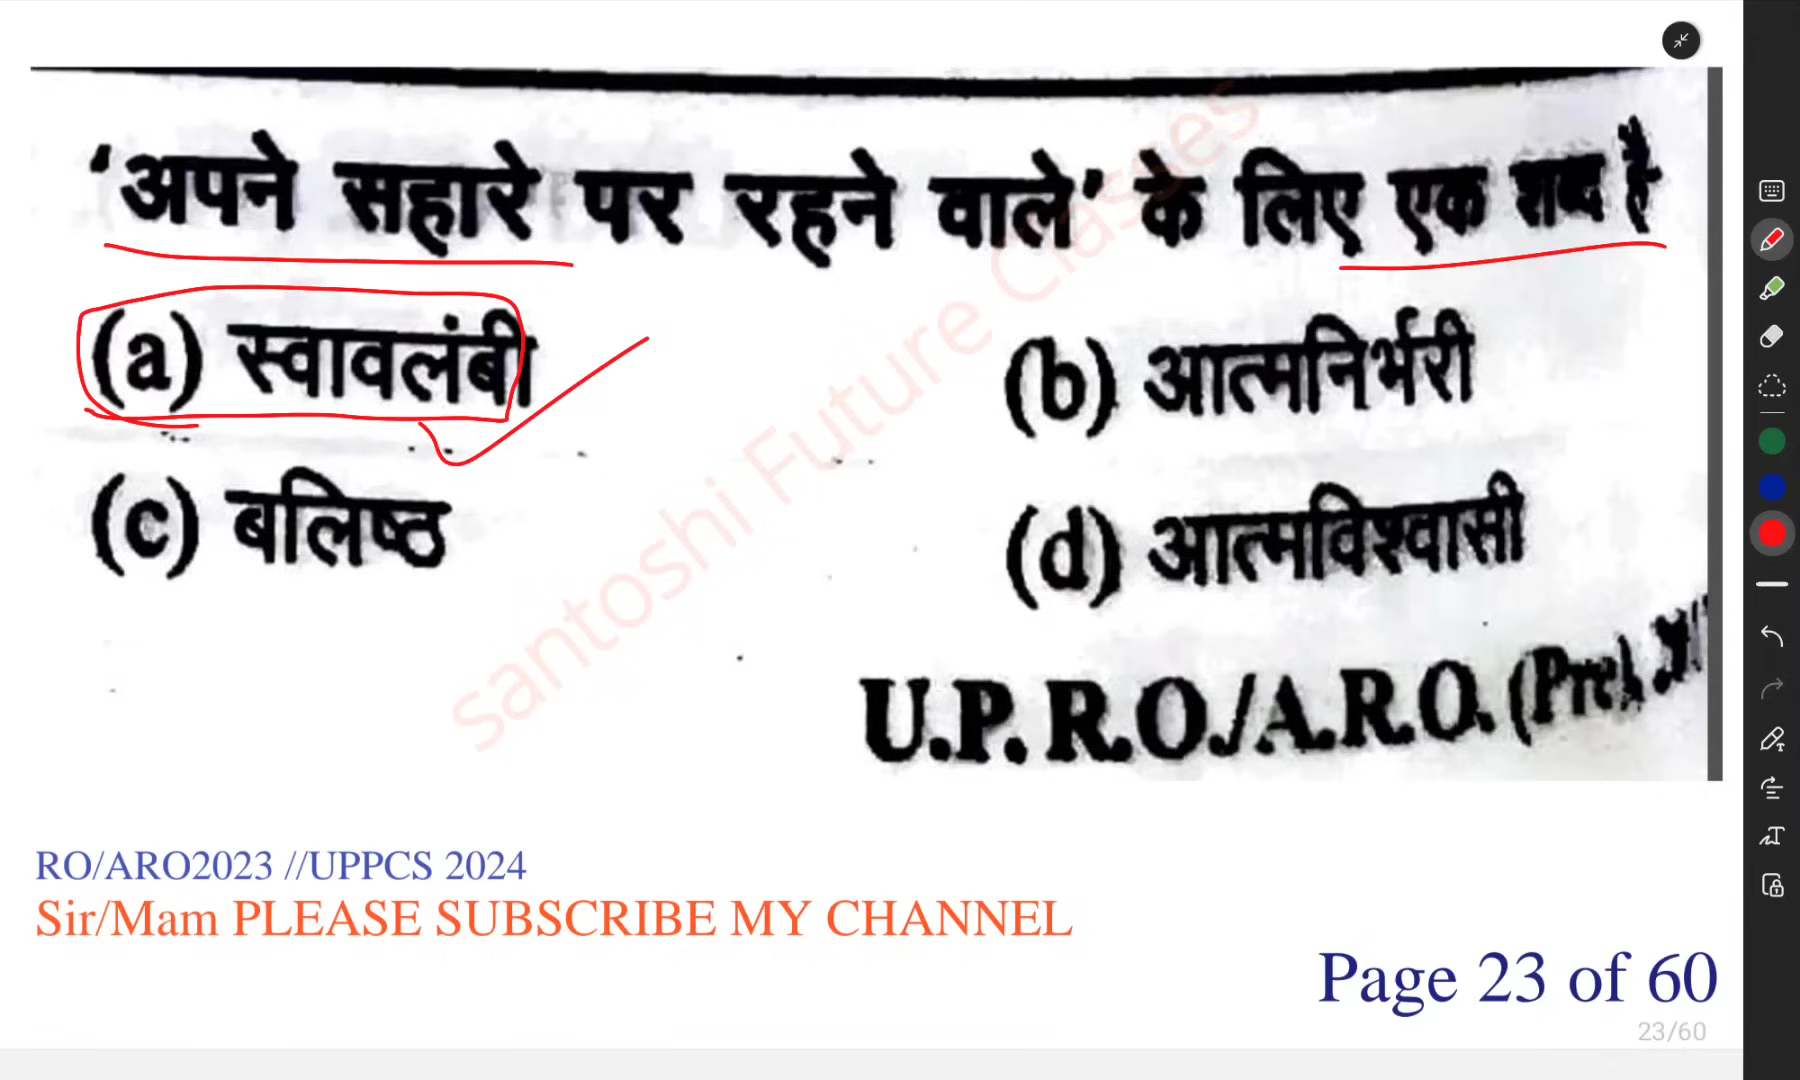 'अपने सहारे पर रहने वाले' के लिए एक शब्द है
(a) स्वावलंबी
(b) आत्मनिर्भरी
(c) बलिष्ठ
(d) आत्मविश्वासी
U.P. R.O./A.R.O. (Pre),
santoshi Future Classes
RO/ARO2023 //UPPCS 2024
Sir/Mam PLEASE SUBSCRIBE MY CHANNEL
Page 23 of 60
23/60